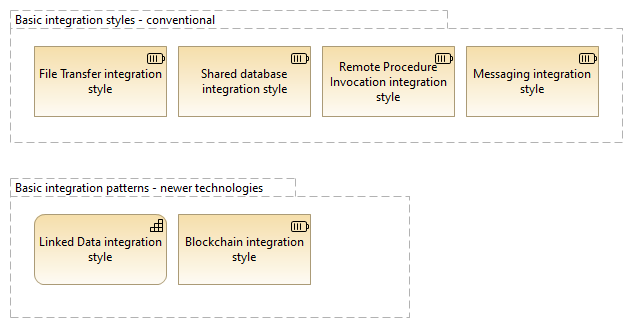 Basic integration styles - conventional
File Transfer integration
style
Shared database
integration style
Remote Procedure
Invocation integration
style
Messaging integration
style
Basic integration patterns - newer technologies
Linked Data integration
style
Blockchain integration
style